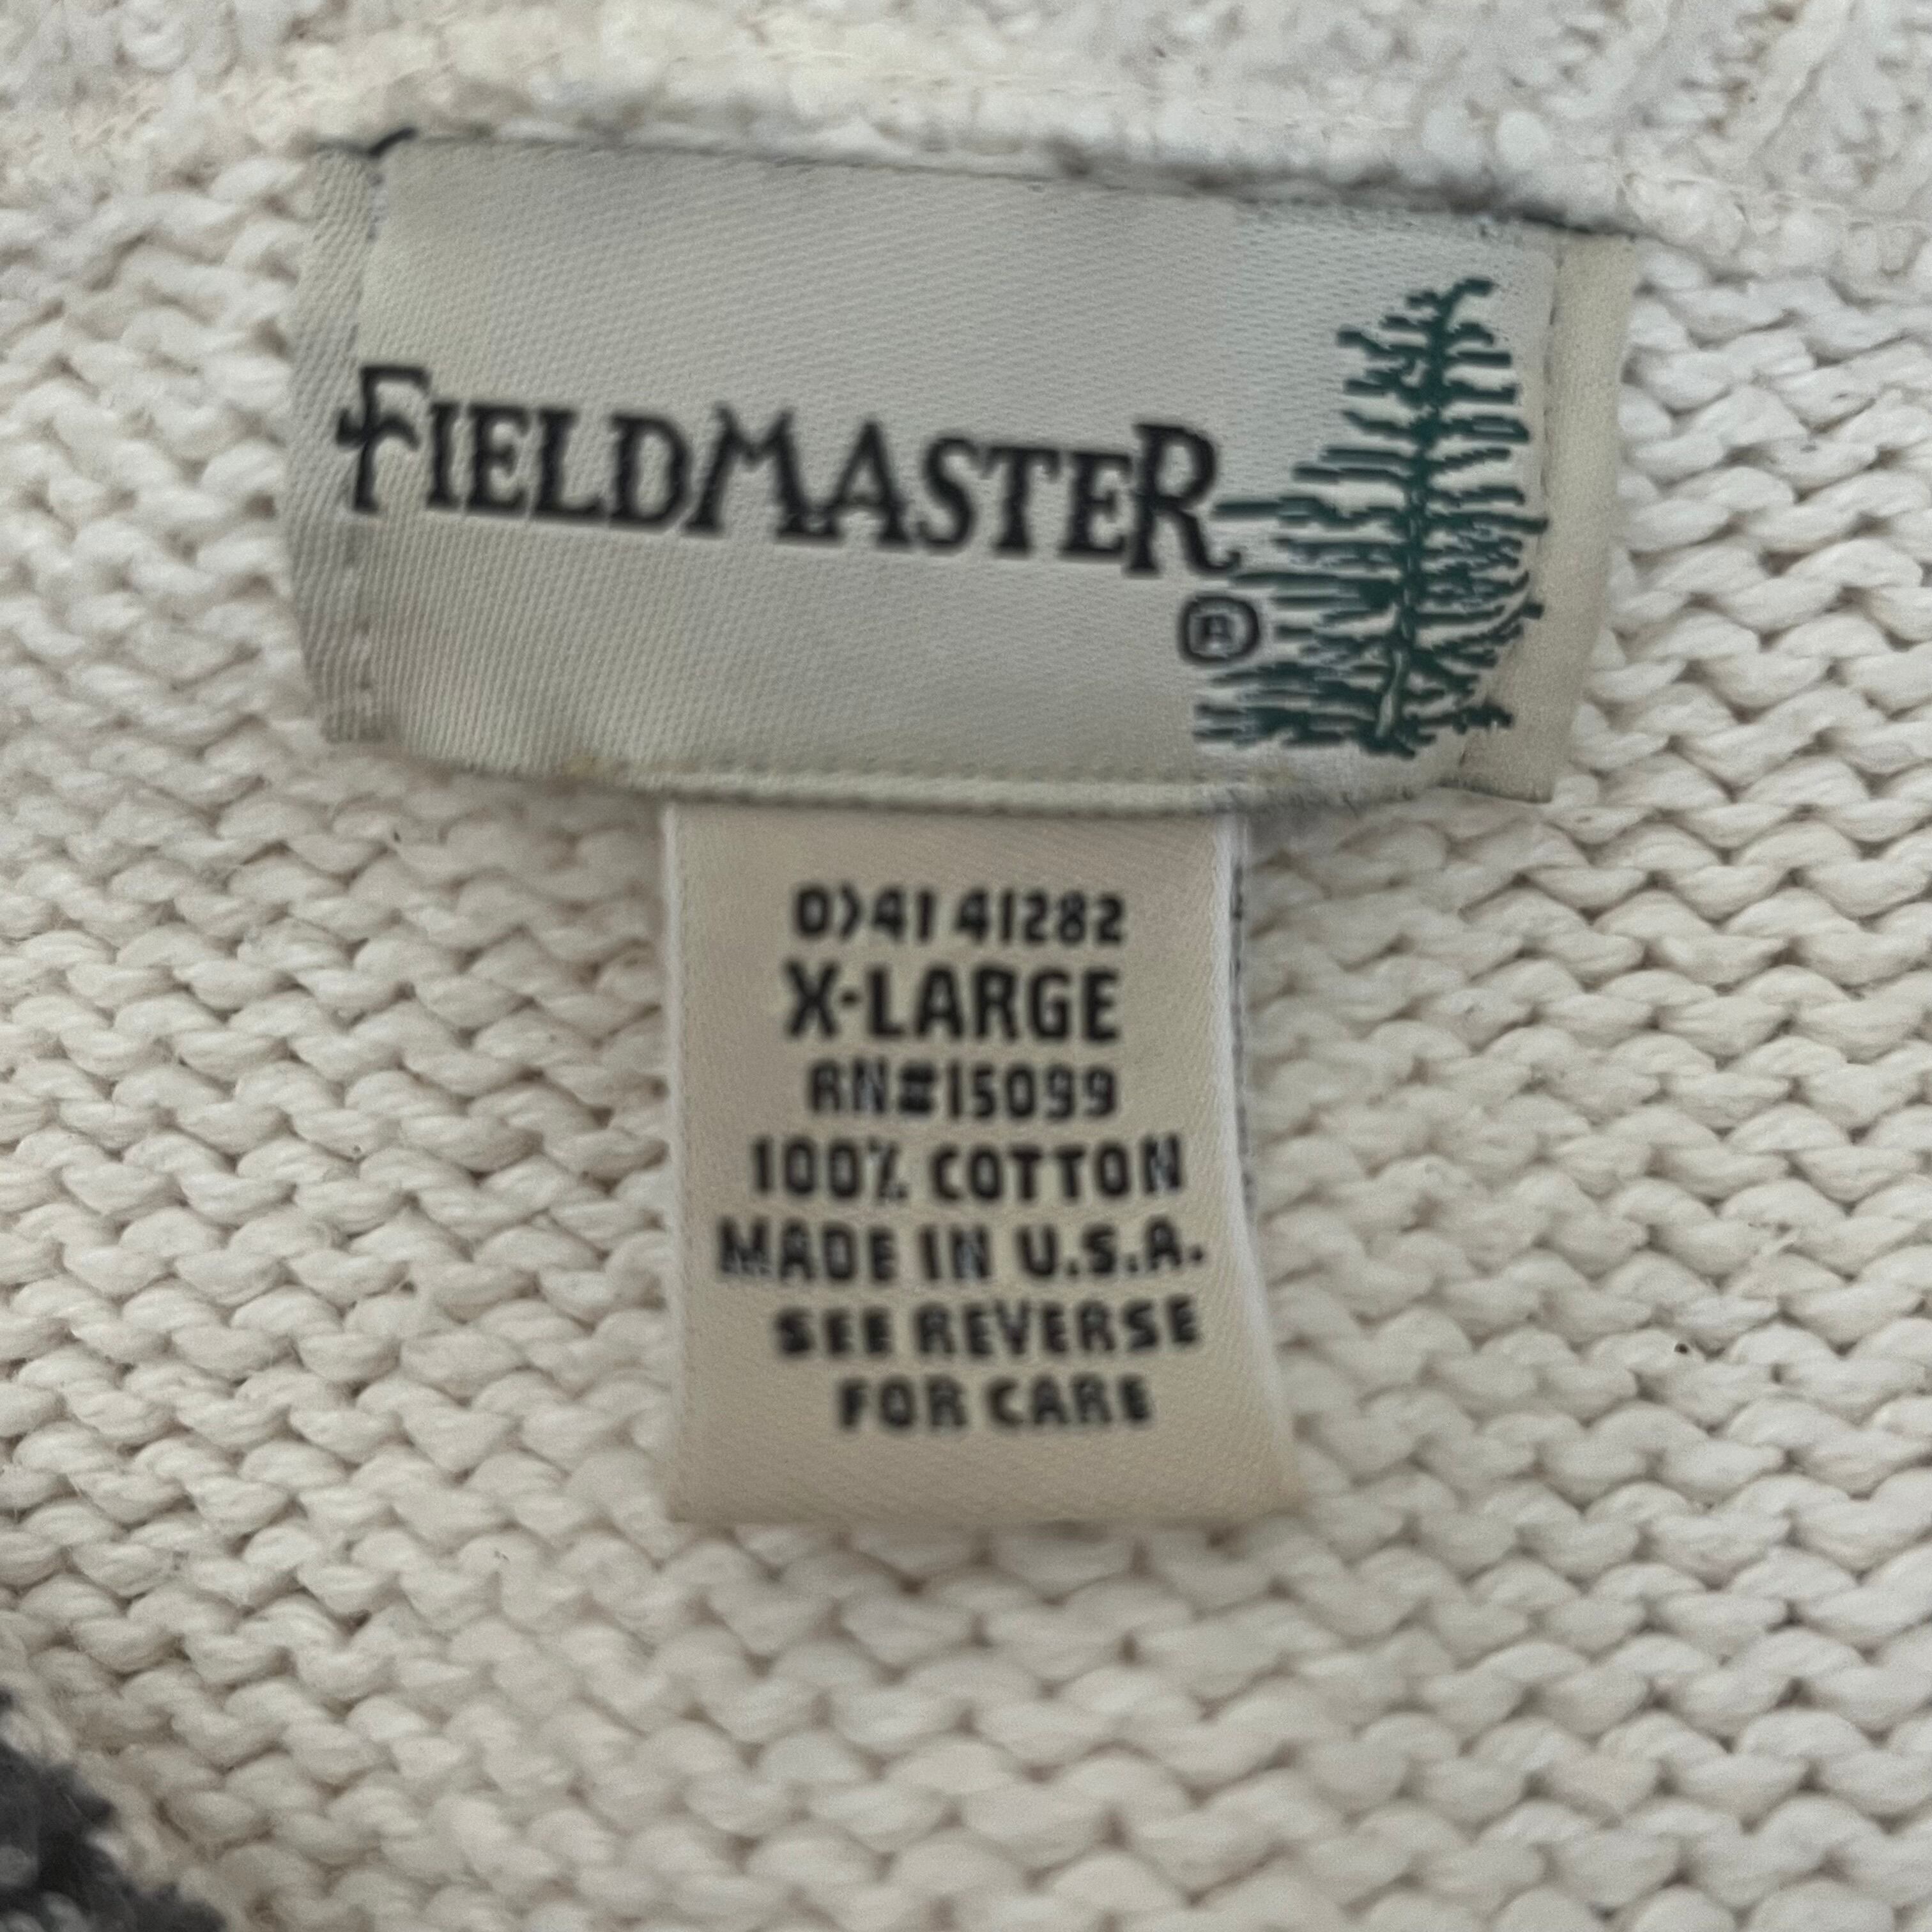 FIELDMASTER
®
0)41 41282
X-LARGE
RN#15099
100% COTTON
MADE IN U.S.A.
SEE REVERSE
FOR CARE